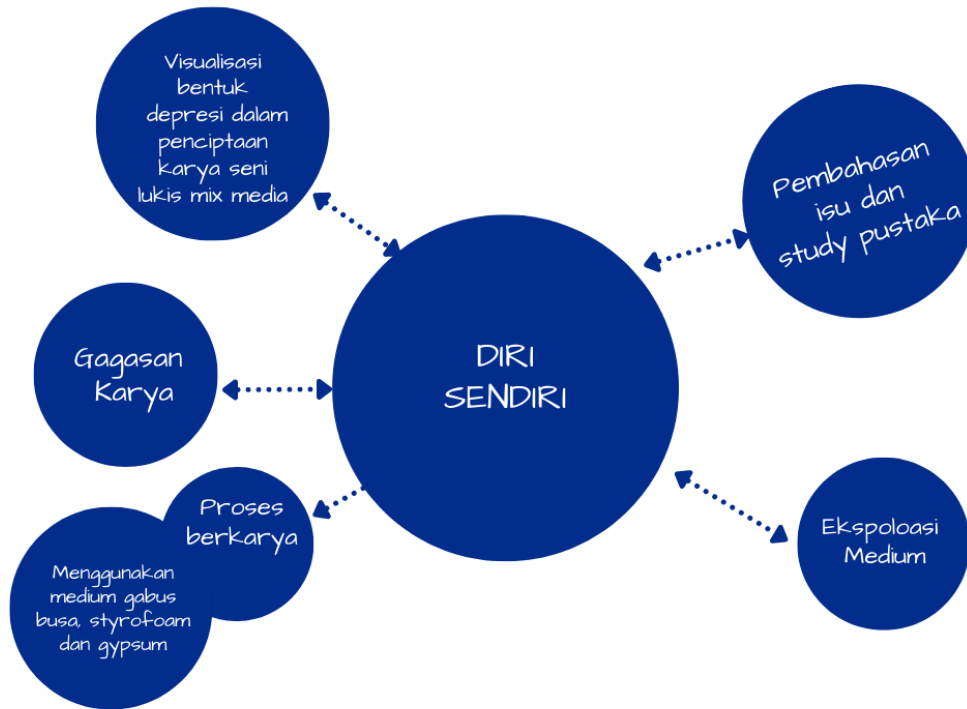 Visualisasi
bentuk
depresi dalam
penciptaan
karya seni
lukis mix media
Pembahasan
isu dan
study pustaka
DIRI
SENDIRI
Gagasan
Karya
Proses
berkarya
Menggunakan
medium gabus
busa, styrofoam
dan gypsum
Ekspoloasi
Medium